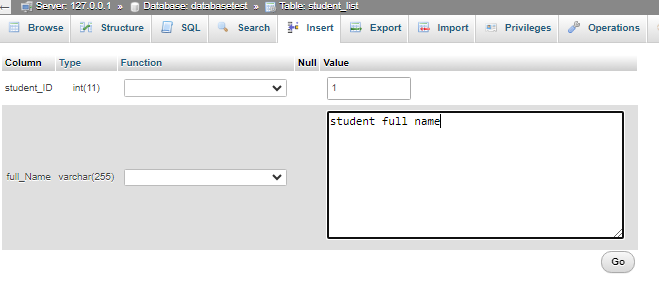 Server: 127.0.0.1 » Database: databasetest » Table: student_list
Browse Structure SQL Search Insert Export Import Privileges Operations
Column Type Function Null Value
student_ID int(11) 1
student full name
full_Name varchar(255)
Go